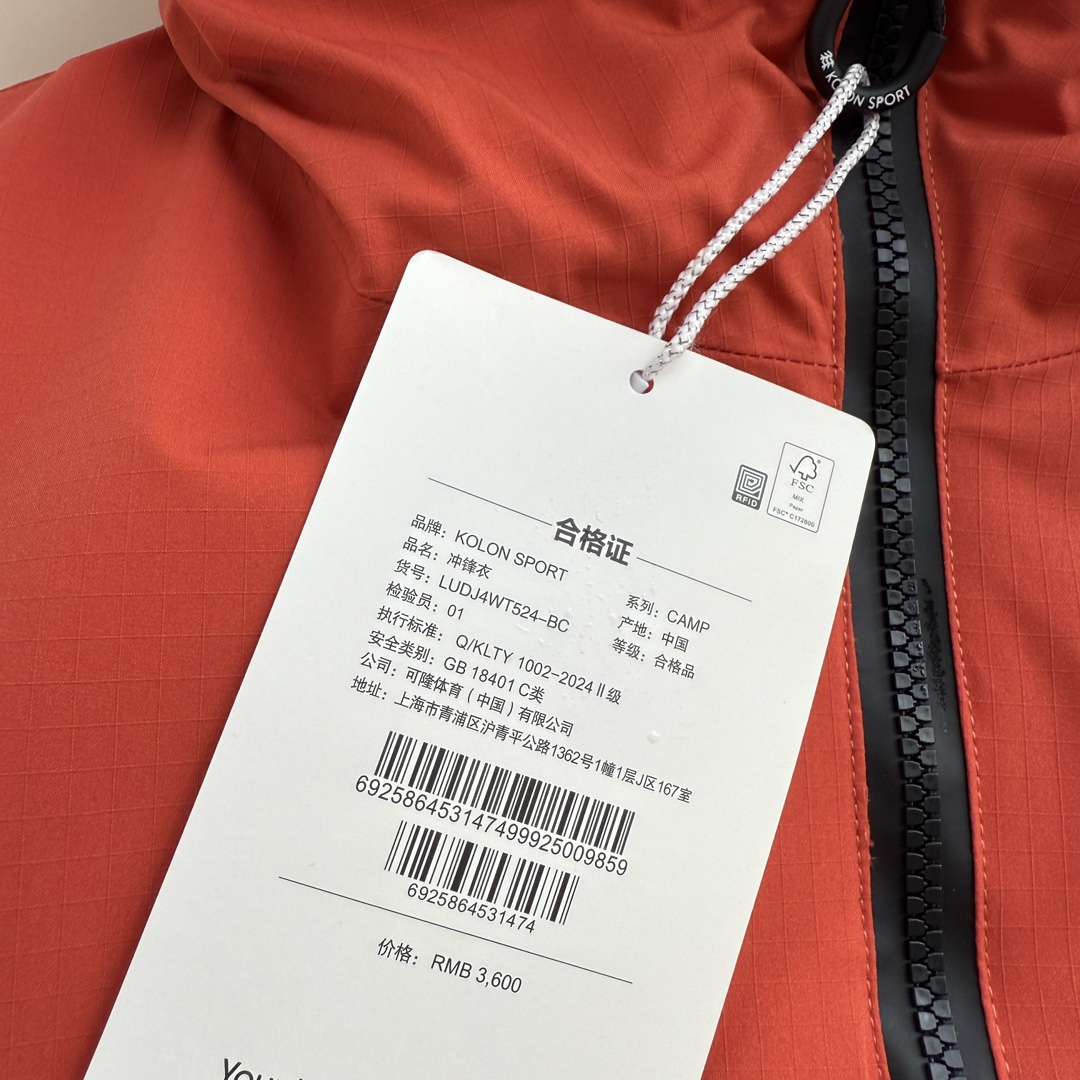 KOLON SPORT
RFID
FSC
MIX
Paper
FSC® C172600
合格证
品牌: KOLON SPORT
系列: CAMP
品名: 冲锋衣
产地: 中国
货号: LUDJ4WT524-BC
等级: 合格品
检验员: 01
执行标准: Q/KLTY 1002-2024 II级
安全类别: GB 18401 C类
公司: 可隆体育(中国)有限公司
地址: 上海市青浦区沪青平公路1362号1幢1层J区167室
692586453147499925009859
6925864531474
价格: RMB 3,600